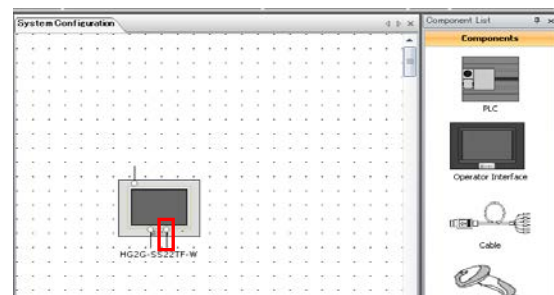 System Configuration
Component List
Components
PLC
Operator Interface
Cable
HG2G-SS22TF-W